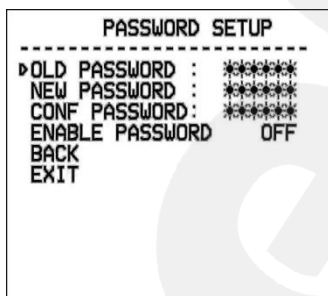 PASSWORD SETUP
OLD PASSWORD : ******
NEW PASSWORD : ******
CONF PASSWORD: ******
ENABLE PASSWORD OFF
BACK
EXIT